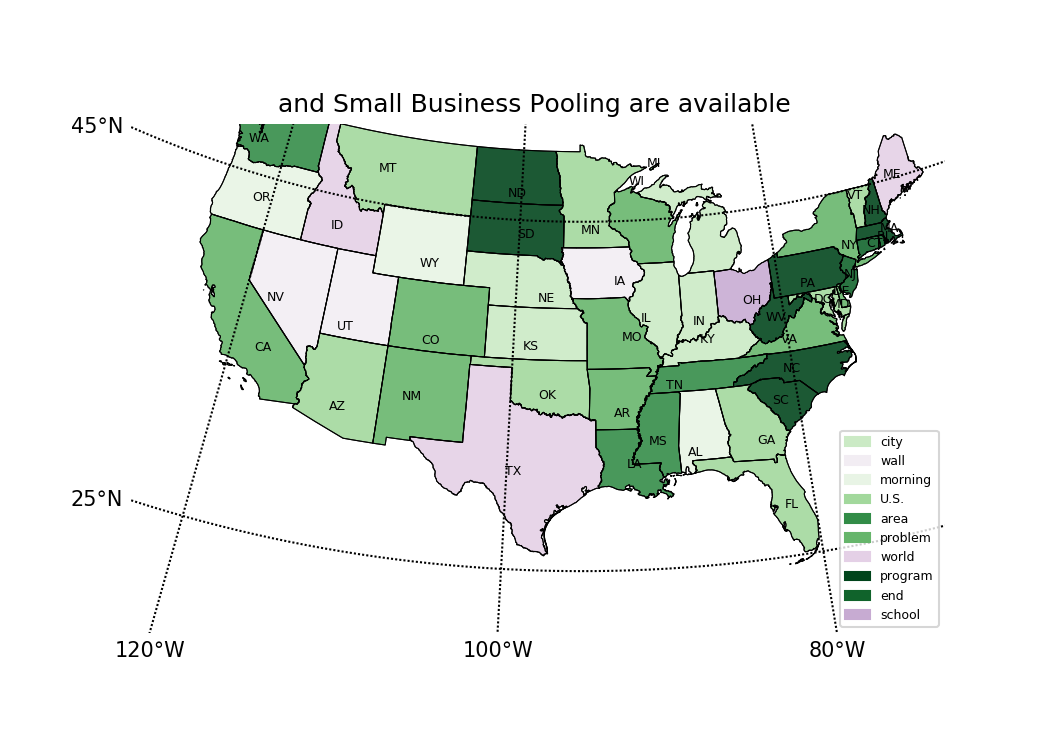 and Small Business Pooling are available
45°N
25°N
120°W
100°W
80°W
WA
OR
ID
MT
WY
NV
UT
CA
AZ
CO
NM
ND
SD
NE
KS
OK
TX
MN
IA
MO
AR
LA
WI
MI
IL
IN
OH
KY
TN
MS
AL
GA
FL
SC
NC
VA
WV
PA
NY
VT
NH
ME
MA
CT
NJ
DE
MD
DC
city
wall
morning
U.S.
area
problem
world
program
end
school